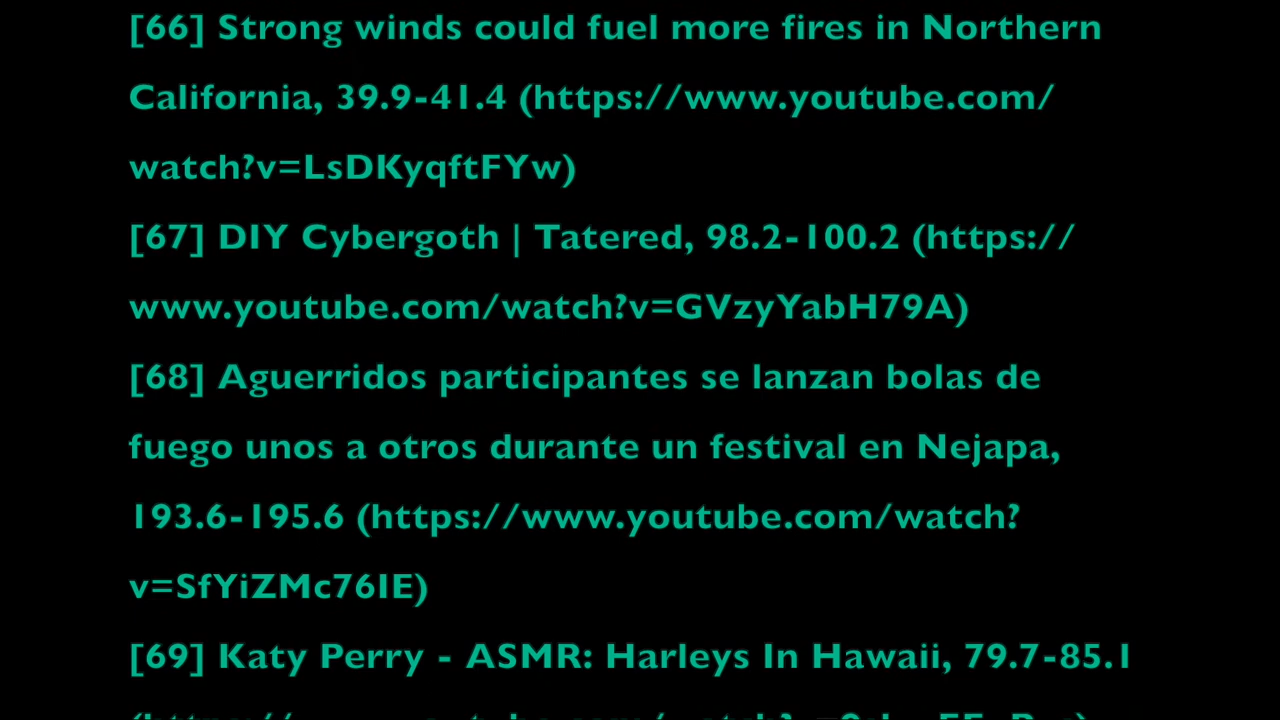 [66] Strong winds could fuel more fires in Northern
California, 39.9-41.4 (https://www.youtube.com/
watch?v=LsDKyqftFYw)
[67] DIY Cybergoth | Tatered, 98.2-100.2 (https://
www.youtube.com/watch?v=GVzyYabH79A)
[68] Aguerridos participantes se lanzan bolas de
fuego unos a otros durante un festival en Nejapa,
193.6-195.6 (https://www.youtube.com/watch?
v=SfYiZMc76IE)
[69] Katy Perry - ASMR: Harleys In Hawaii, 79.7-85.1